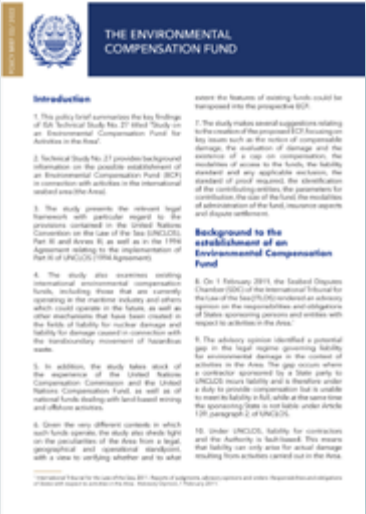 THE ENVIRONMENTAL
COMPENSATION FUND
Introduction
1. This policy brief summarizes the key findings
of ISA Technical Study No. 27 titled 'Study on
an Environmental Compensation Fund for
Activities in the Area'.
2. Technical Study No. 27 provides background
information on the possible establishment of
an Environmental Compensation Fund (ECF)
in connection with activities in the international
seabed area (the Area).
3. The study presents the relevant legal
framework with particular regard to the
provisions contained in the United Nations
Convention on the Law of the Sea (UNCLOS),
Part XI and Annex III, as well as in the 1994
Agreement relating to the implementation of
Part XI of UNCLOS (1994 Agreement).
4. The study also examines existing
international environmental compensation
funds, including those that are currently
operating in the maritime industry and others
which could operate in the future, as well as
other mechanisms that have been created in
the fields of liability for nuclear damage and
liability for damage caused in connection with
the transboundary movement of hazardous
waste.
5. In addition, the study takes stock of
the experience of the United Nations
Compensation Commission and the United
Nations Compensation Fund, as well as of
national funds dealing with land-based mining
and offshore activities.
6. Given the very different contexts in which
such funds operate, the study also sheds light
on the peculiarities of the Area from a legal,
geographical and operational standpoint,
with a view to verifying whether and to what
extent the features of existing funds could be
transposed into the prospective ECF.
7. The study makes several suggestions relating
to the creation of the proposed ECF, focusing on
key issues such as the notion of compensable
damage, the evaluation of damage and the
existence of a cap on compensation, the
modalities of access to the funds, the liability
standard and any applicable exclusion, the
standard of proof required, the identification
of the contributing entities, the parameters for
contribution, the size of the fund, the modalities
of administration of the fund, insurance aspects
and dispute settlement.
Background to the
establishment of an
Environmental Compensation
Fund
8. On 1 February 2011, the Seabed Disputes
Chamber (SDC) of the International Tribunal for
the Law of the Sea (ITLOS) rendered an advisory
opinion on the responsibilities and obligations
of States sponsoring persons and entities with
respect to activities in the Area.¹
9. The advisory opinion identified a potential
gap in the legal regime governing liability
for environmental damage in the context of
activities in the Area. The gap occurs where
a contractor sponsored by a State party to
UNCLOS incurs liability and is therefore under
a duty to provide compensation but is unable
to meet its liability in full, while at the same time
the sponsoring State is not liable under Article
139, paragraph 2, of UNCLOS.
10. Under UNCLOS, liability for contractors
and the Authority is fault-based. This means
that liability can only arise for actual damage
resulting from activities carried out in the Area.